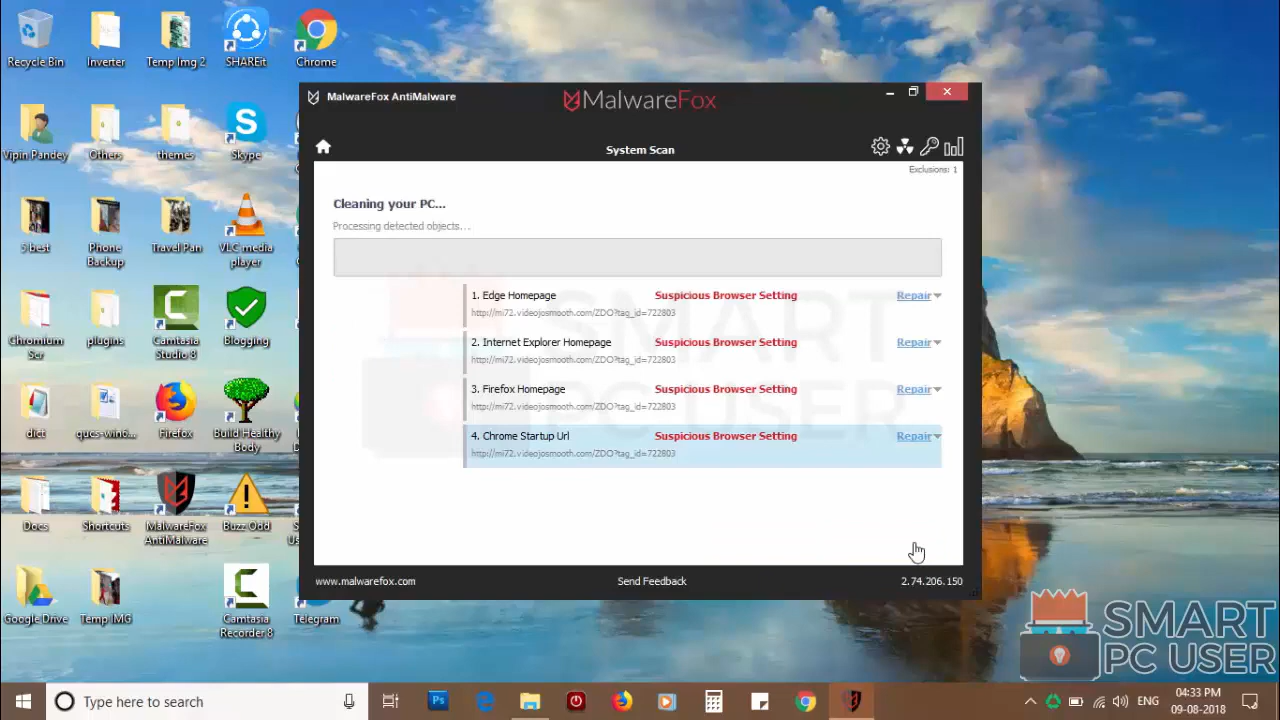 Recycle Bin
Inverter
Temp Img 2
SHAREit
Chrome
Vipin Pandey
Others
themes
Skype
5 best
Phone
Backup
Travel Pan
VLC media
player
Chromium
Scr
plugins
Camtasia
Studio 8
Blogging
dict
qucs-win6...
Firefox
Build Healthy
Body
Docs
Shortcuts
MalwareFox
AntiMalware
Buzz Odd
Google Drive
Temp IMG
Camtasia
Recorder 8
Telegram
MalwareFox AntiMalware
MalwareFox
System Scan
Exclusions: 1
Cleaning your PC...
Processing detected objects...
1. Edge Homepage Suspicious Browser Setting Repair
http://mi72.videojosmooth.com/ZDO?tag_id=722803
2. Internet Explorer Homepage Suspicious Browser Setting Repair
http://mi72.videojosmooth.com/ZDO?tag_id=722803
3. Firefox Homepage Suspicious Browser Setting Repair
http://mi72.videojosmooth.com/ZDO?tag_id=722803
4. Chrome Startup Url Suspicious Browser Setting Repair
http://mi72.videojosmooth.com/ZDO?tag_id=722803
SMART
PC USER
www.malwarefox.com Send Feedback 2.74.206.150
SMART
PC USER
Type here to search
Ps
ENG
04:33 PM
09-08-2018